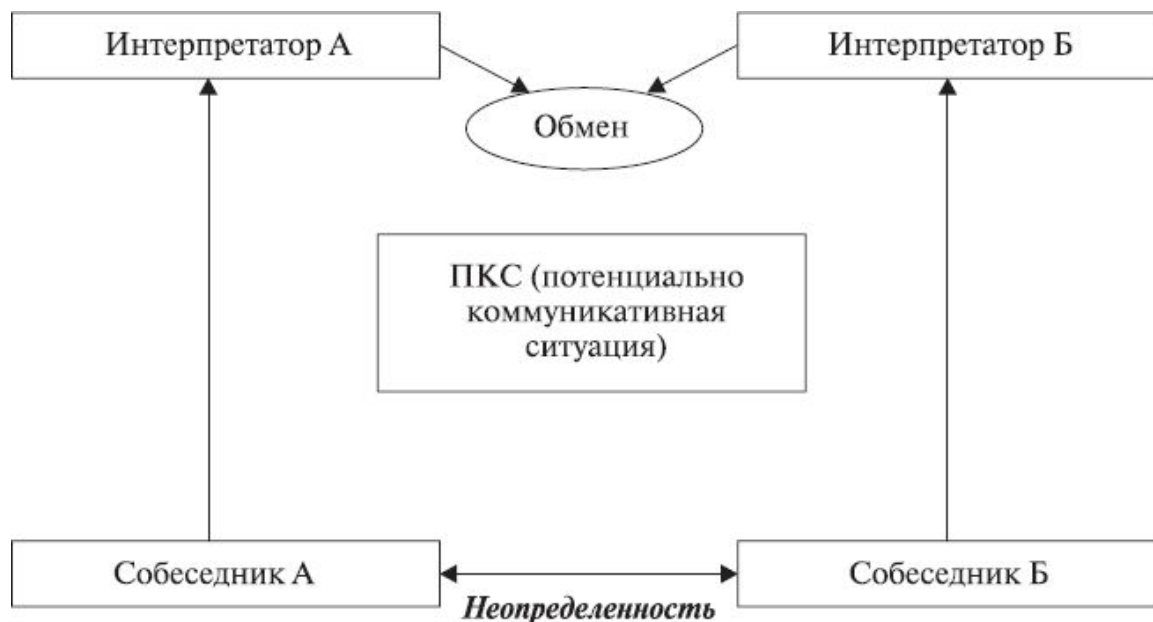 Интерпретатор А
Интерпретатор Б
Обмен
ПКС (потенциально
коммуникативная
ситуация)
Собеседник А
Собеседник Б
Неопределенность